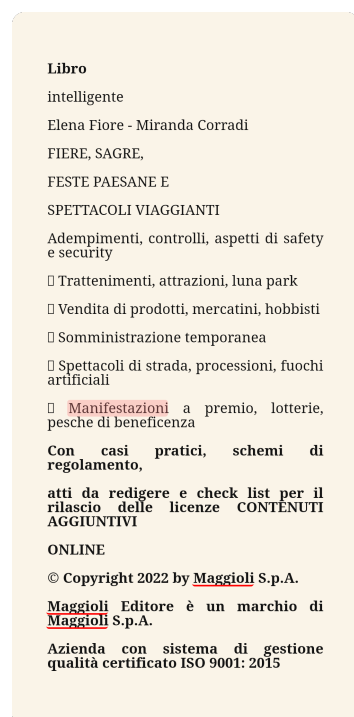 Libro
intelligente
Elena Fiore - Miranda Corradi
FIERE, SAGRE,
FESTE PAESANE E
SPETTACOLI VIAGGIANTI
Adempimenti, controlli, aspetti di safety
e security
▯ Trattenimenti, attrazioni, luna park
▯ Vendita di prodotti, mercatini, hobbisti
▯ Somministrazione temporanea
▯ Spettacoli di strada, processioni, fuochi
artificiali
▯ Manifestazioni a premio, lotterie,
pesche di beneficenza
Con casi pratici, schemi di
regolamento,
atti da redigere e check list per il
rilascio delle licenze CONTENUTI
AGGIUNTIVI
ONLINE
© Copyright 2022 by Maggioli S.p.A.
Maggioli Editore è un marchio di
Maggioli S.p.A.
Azienda con sistema di gestione
qualità certificato ISO 9001: 2015